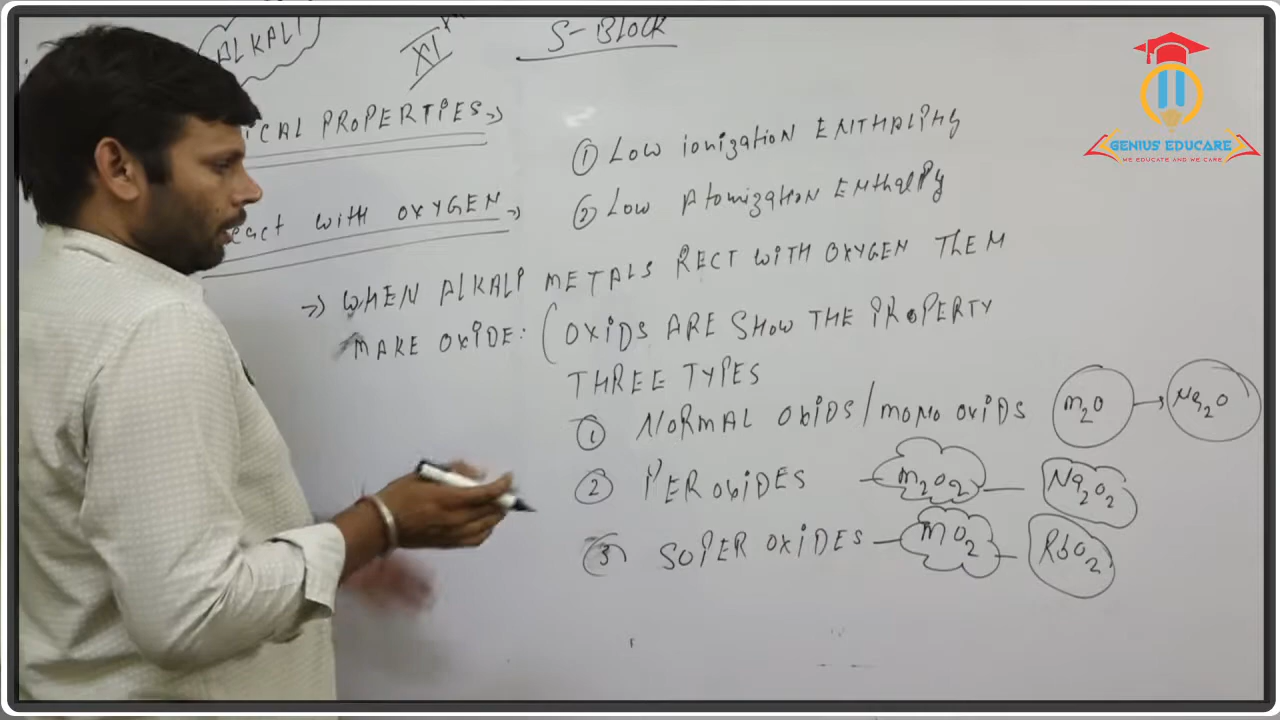 ALKALI
XI
S-BLOCK
ICAL PROPERTIES
① Low ionization ENTHALPHY
eact with OXYGEN
② Low Atomization Enthalpy
WHEN ALKALI METALS RECT WITH OXYGEN THEM
MAKE OXIDE: (OXIDS ARE SHOW THE PROPERTY
THREE TYPES
① NORMAL OXIDS/MONO OXIDS M2O → Na2O
② PEROXIDES – M2O2 – Na2O2
③ SUPER OXIDES – MO2 – RbO2
GENIUS EDUCARE
WE EDUCATE AND WE CARE